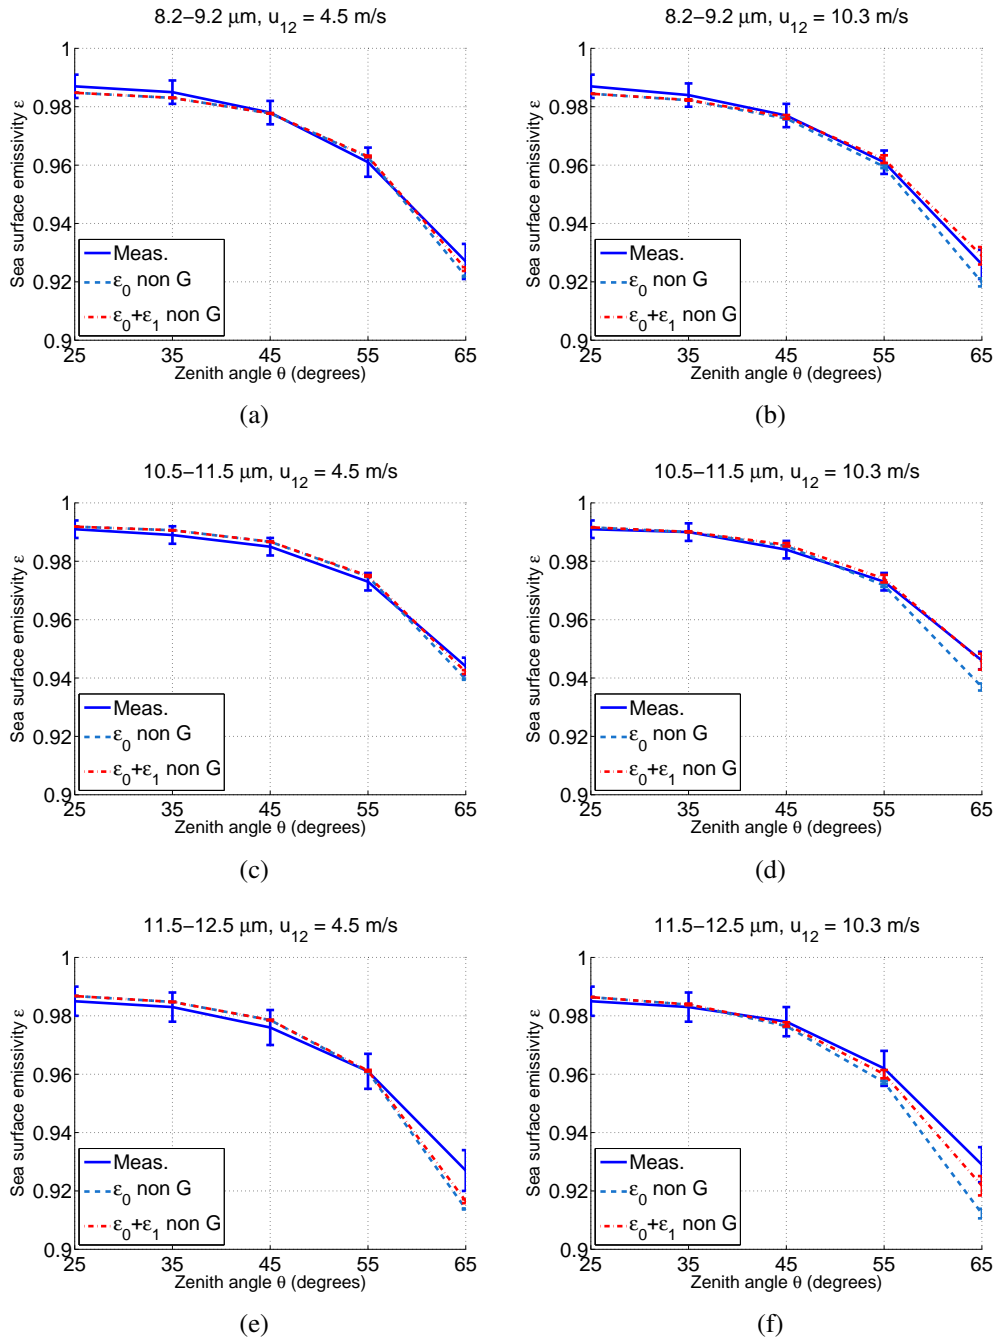 8.2–9.2 μm, u12 = 4.5 m/s
1
0.98
0.96
0.94
0.92
0.9
Sea surface emissivity ε
Meas.
ε0 non G
ε0+ε1 non G
25 35 45 55 65
Zenith angle θ (degrees)
(a)
8.2–9.2 μm, u12 = 10.3 m/s
1
0.98
0.96
0.94
0.92
0.9
Sea surface emissivity ε
Meas.
ε0 non G
ε0+ε1 non G
25 35 45 55 65
Zenith angle θ (degrees)
(b)
10.5–11.5 μm, u12 = 4.5 m/s
1
0.98
0.96
0.94
0.92
0.9
Sea surface emissivity ε
Meas.
ε0 non G
ε0+ε1 non G
25 35 45 55 65
Zenith angle θ (degrees)
(c)
10.5–11.5 μm, u12 = 10.3 m/s
1
0.98
0.96
0.94
0.92
0.9
Sea surface emissivity ε
Meas.
ε0 non G
ε0+ε1 non G
25 35 45 55 65
Zenith angle θ (degrees)
(d)
11.5–12.5 μm, u12 = 4.5 m/s
1
0.98
0.96
0.94
0.92
0.9
Sea surface emissivity ε
Meas.
ε0 non G
ε0+ε1 non G
25 35 45 55 65
Zenith angle θ (degrees)
(e)
11.5–12.5 μm, u12 = 10.3 m/s
1
0.98
0.96
0.94
0.92
0.9
Sea surface emissivity ε
Meas.
ε0 non G
ε0+ε1 non G
25 35 45 55 65
Zenith angle θ (degrees)
(f)